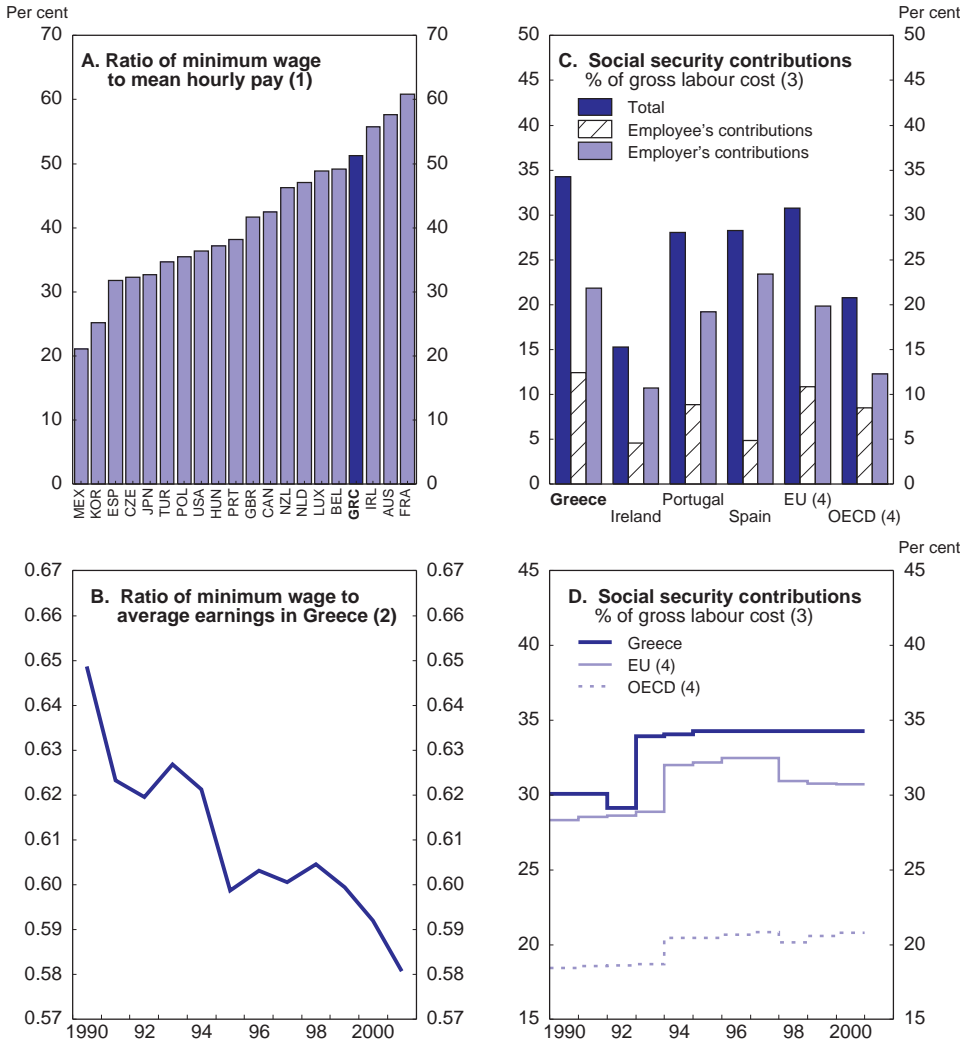 Per cent
70 70
A. Ratio of minimum wage
to mean hourly pay (1)
60 60
50 50
40 40
30 30
20 20
10 10
0 0
MEX KOR ESP CZE JPN TUR POL USA HUN PRT GBR CAN NZL NLD LUX BEL GRC IRL AUS FRA
Per cent
50 50
C. Social security contributions
% of gross labour cost (3)
Total
Employee's contributions
Employer's contributions
45 45
40 40
35 35
30 30
25 25
20 20
15 15
10 10
5 5
0 0
Greece Portugal EU (4)
Ireland Spain OECD (4)
0.67 0.67
B. Ratio of minimum wage to
average earnings in Greece (2)
0.66 0.66
0.65 0.65
0.64 0.64
0.63 0.63
0.62 0.62
0.61 0.61
0.60 0.60
0.59 0.59
0.58 0.58
0.57 0.57
1990 92 94 96 98 2000
Per cent
45 45
D. Social security contributions
% of gross labour cost (3)
Greece
EU (4)
OECD (4)
40 40
35 35
30 30
25 25
20 20
15 15
1990 92 94 96 98 2000